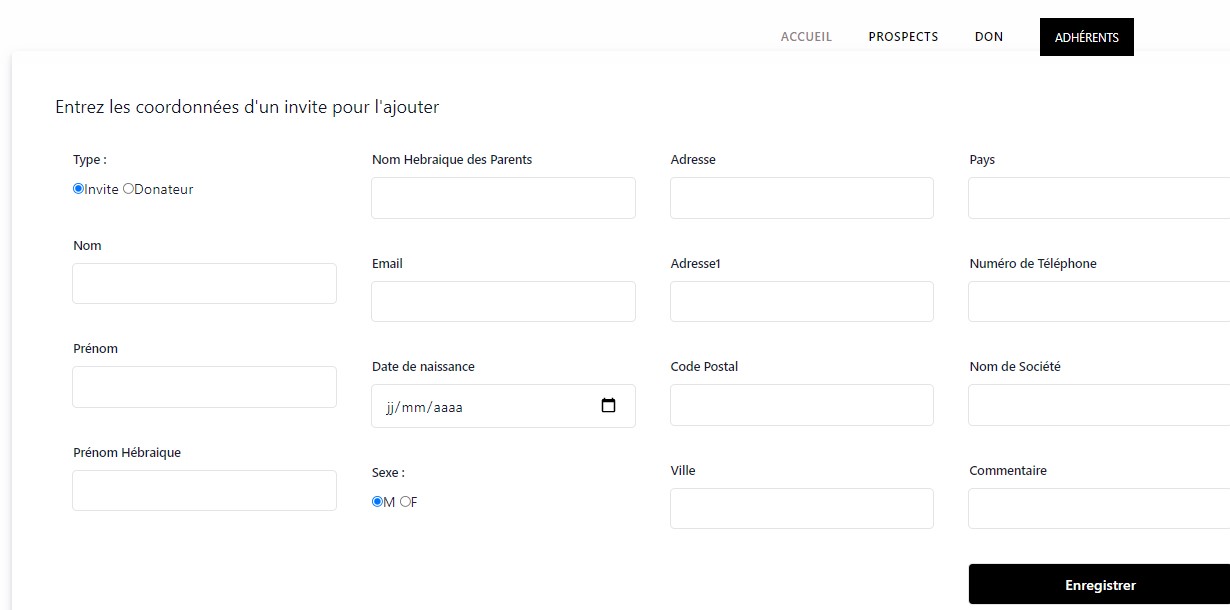 ACCUEIL PROSPECTS DON ADHÉRENTS
Entrez les coordonnées d'un invite pour l'ajouter
Type :
Invite Donateur
Nom
Prénom
Prénom Hébraique
Nom Hebraique des Parents
Email
Date de naissance
jj/mm/aaaa
Sexe :
M F
Adresse
Adresse1
Code Postal
Ville
Pays
Numéro de Téléphone
Nom de Société
Commentaire
Enregistrer